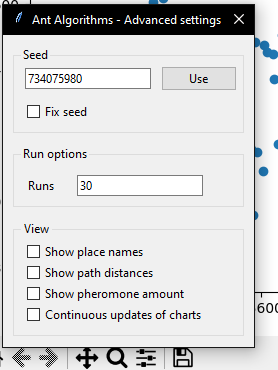 Ant Algorithms - Advanced settings
Seed
734075980
Use
Fix seed
Run options
Runs
30
View
Show place names
Show path distances
Show pheromone amount
Continuous updates of charts
600